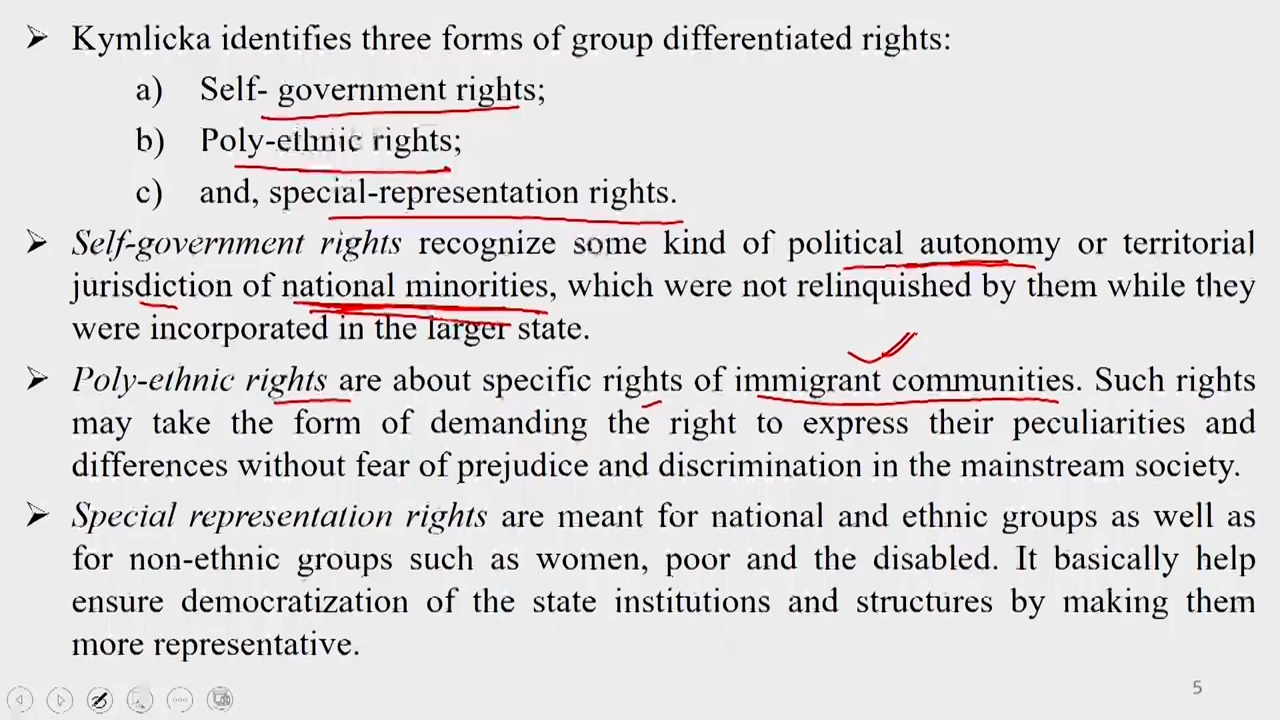 ➢ Kymlicka identifies three forms of group differentiated rights:
a) Self- government rights;
b) Poly-ethnic rights;
c) and, special-representation rights.
➢ Self-government rights recognize some kind of political autonomy or territorial
jurisdiction of national minorities, which were not relinquished by them while they
were incorporated in the larger state.
➢ Poly-ethnic rights are about specific rights of immigrant communities. Such rights
may take the form of demanding the right to express their peculiarities and
differences without fear of prejudice and discrimination in the mainstream society.
➢ Special representation rights are meant for national and ethnic groups as well as
for non-ethnic groups such as women, poor and the disabled. It basically help
ensure democratization of the state institutions and structures by making them
more representative.
5